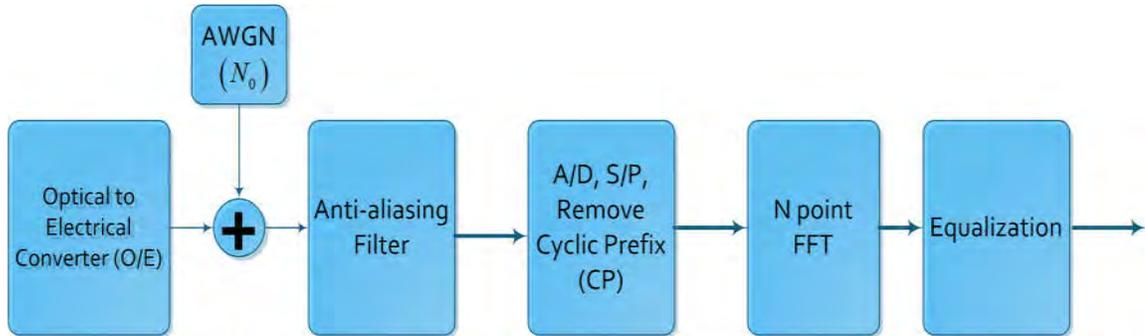 AWGN
(N₀)
Optical to
Electrical
Converter (O/E)
+
Anti-aliasing
Filter
A/D, S/P,
Remove
Cyclic Prefix
(CP)
N point
FFT
Equalization